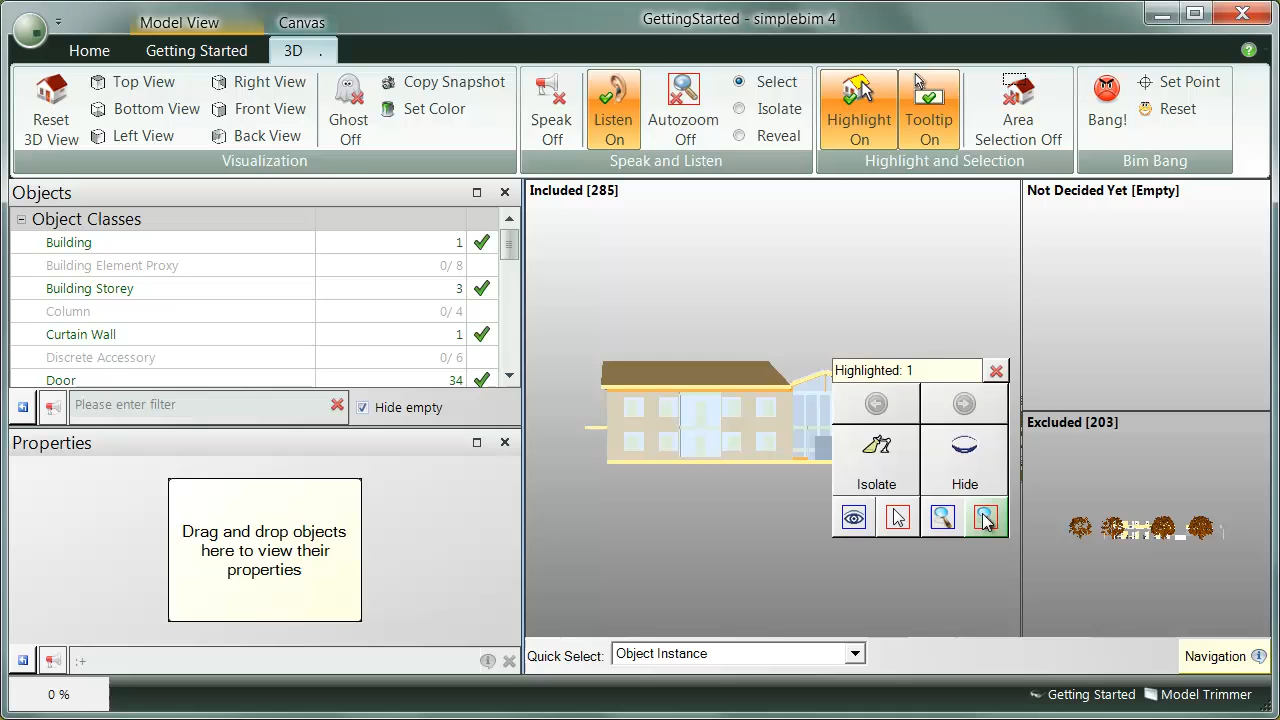 Model View
Canvas
GettingStarted - simplebim 4
Home
Getting Started
3D
Reset
3D View
Top View
Bottom View
Left View
Right View
Front View
Back View
Ghost
Off
Copy Snapshot
Set Color
Visualization
Speak
Off
Listen
On
Autozoom
Off
Select
Isolate
Reveal
Speak and Listen
Highlight
On
Tooltip
On
Area
Selection Off
Highlight and Selection
Bang!
Set Point
Reset
Bim Bang
Objects
Object Classes
Building 1
Building Element Proxy 0/ 8
Building Storey 3
Column 0/ 4
Curtain Wall 1
Discrete Accessory 0/ 6
Door 34
Please enter filter
Hide empty
Properties
Drag and drop objects
here to view their
properties
:+
0 %
Included [285]
Highlighted: 1
Isolate
Hide
Not Decided Yet [Empty]
Excluded [203]
Quick Select: Object Instance
Navigation
Getting Started
Model Trimmer